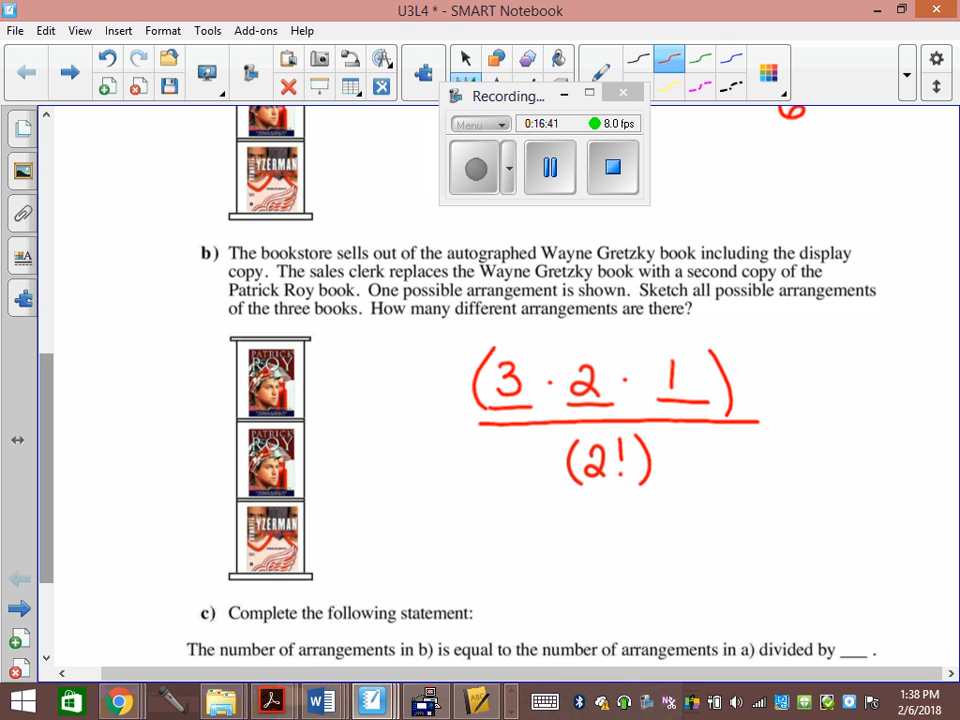 U3L4 * - SMART Notebook
File Edit View Insert Format Tools Add-ons Help
Recording...
Menu 0:16:41 8.0 fps
6
YZERMAN
b) The bookstore sells out of the autographed Wayne Gretzky book including the display
copy. The sales clerk replaces the Wayne Gretzky book with a second copy of the
Patrick Roy book. One possible arrangement is shown. Sketch all possible arrangements
of the three books. How many different arrangements are there?
PATRICK
ROY
PATRICK
ROY
YZERMAN
(3 · 2 · 1)
(2!)
c) Complete the following statement:
The number of arrangements in b) is equal to the number of arrangements in a) divided by ___ .
1:38 PM
2/6/2018